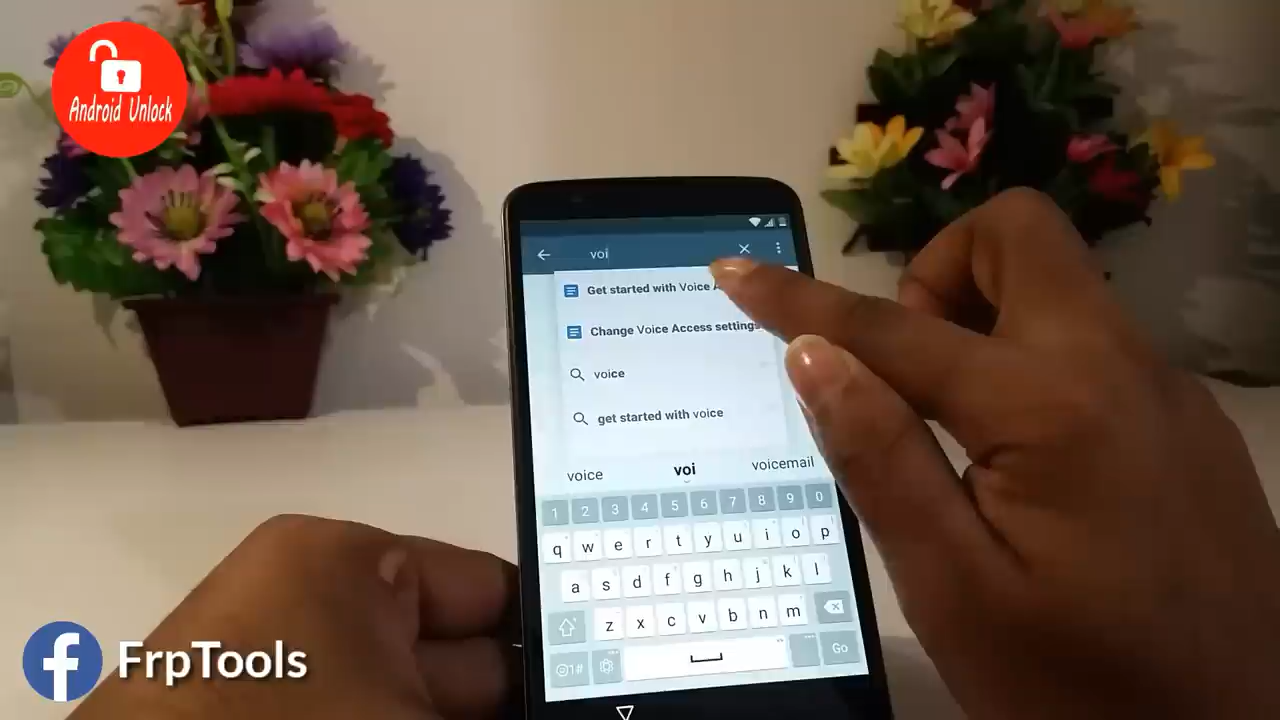 Android Unlock
voi
Get started with Voice
Change Voice Access settings
voice
get started with voice
voice voi voicemail
1 2 3 4 5 6 7 8 9 0
q w e r t y u i o p
a s d f g h j k l
z x c v b n m
1# Go
FrpTools